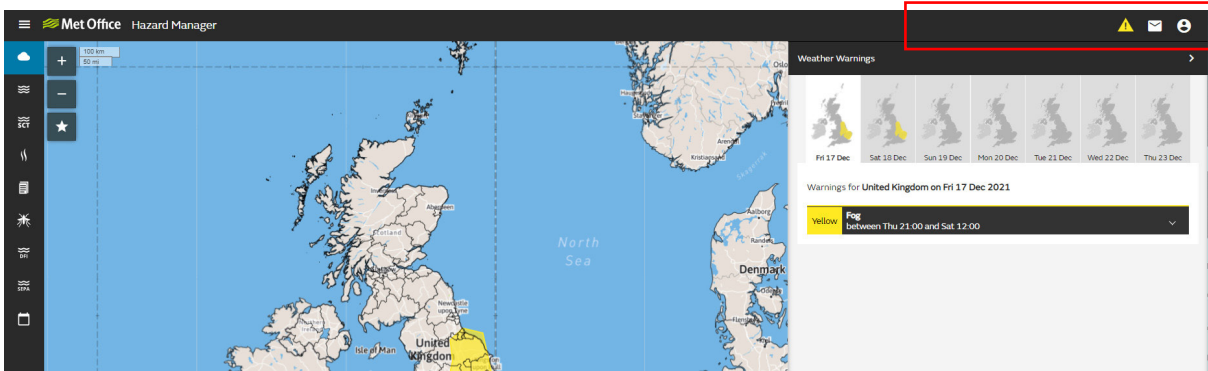 Met Office Hazard Manager
100 km
50 mi
Oslo
Weather Warnings
SCT
DFI
SEPA
Kristiansand
Aberdeen
Scotland
Aalborg
North
Sea
Denmark
Newcastle
upon Tyne
Isle of Man
United
Kingdom
Fri 17 Dec
Sat 18 Dec
Sun 19 Dec
Mon 20 Dec
Tue 21 Dec
Wed 22 Dec
Thu 23 Dec
Warnings for United Kingdom on Fri 17 Dec 2021
Yellow
Fog
between Thu 21:00 and Sat 12:00